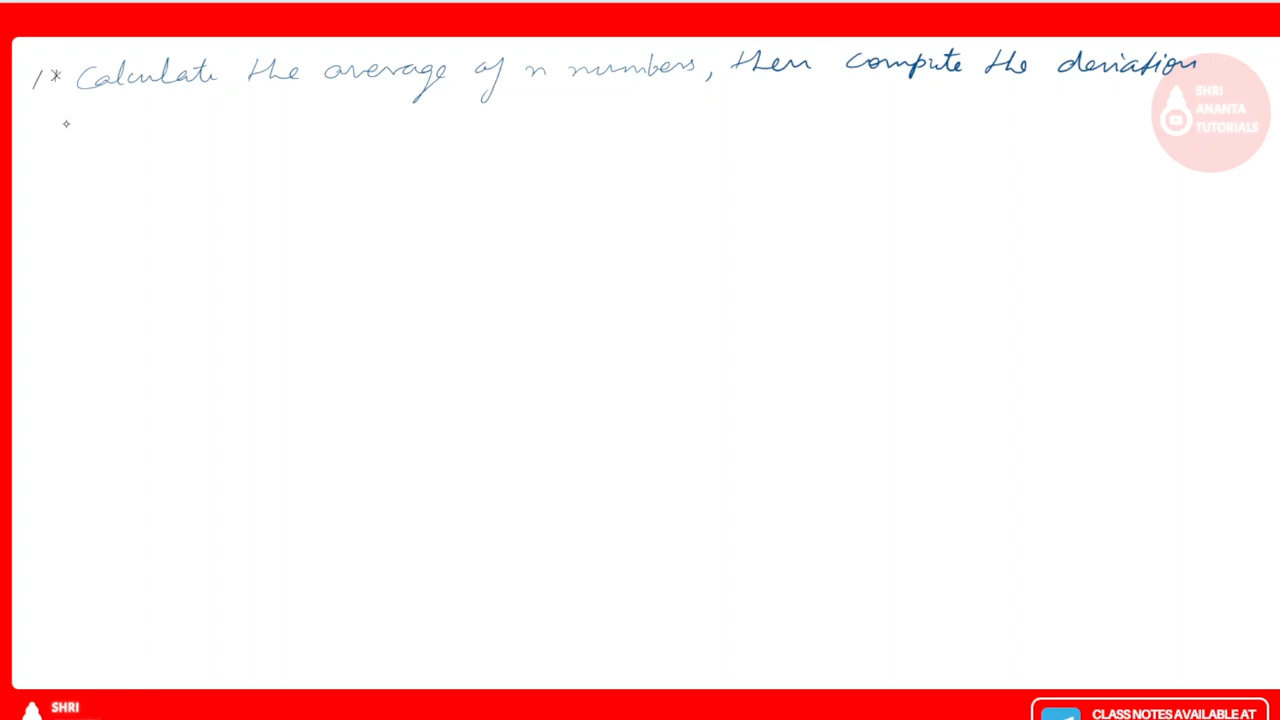 /* Calculate the average of n numbers, then compute the deviation
SHRI
ANANTA
TUTORIALS
SHRI
CLASS NOTES AVAILABLE AT